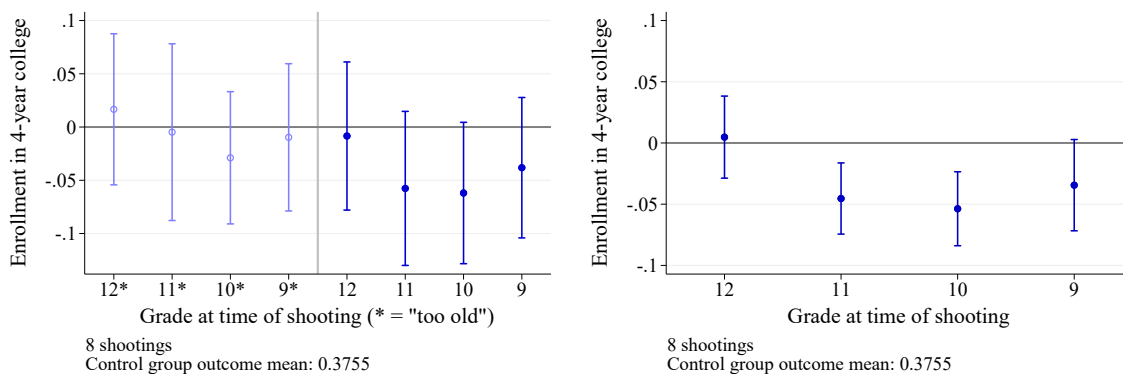 Enrollment in 4-year college
.1
.05
0
-.05
-.1
12* 11* 10* 9* 12 11 10 9
Grade at time of shooting (* = "too old")
8 shootings
Control group outcome mean: 0.3755
Enrollment in 4-year college
.1
.05
0
-.05
-.1
12 11 10 9
Grade at time of shooting
8 shootings
Control group outcome mean: 0.3755